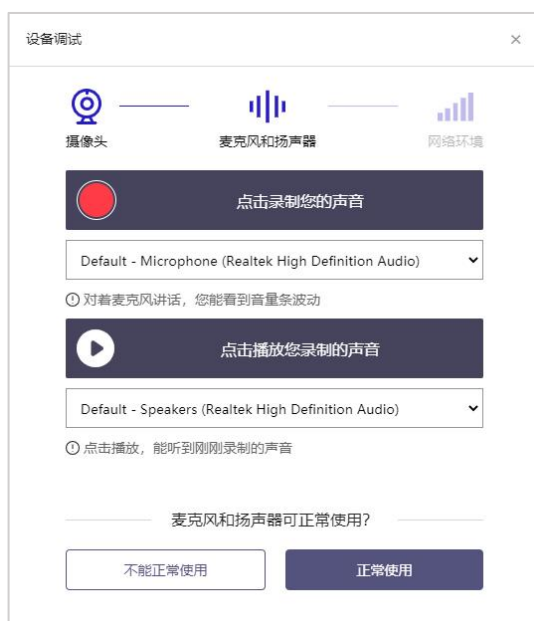 设备调试
摄像头 麦克风和扬声器 网络环境
点击录制您的声音
Default - Microphone (Realtek High Definition Audio)
对着麦克风讲话，您能看到音量条波动
点击播放您录制的声音
Default - Speakers (Realtek High Definition Audio)
点击播放，能听到刚刚录制的声音
麦克风和扬声器可正常使用?
不能正常使用 正常使用